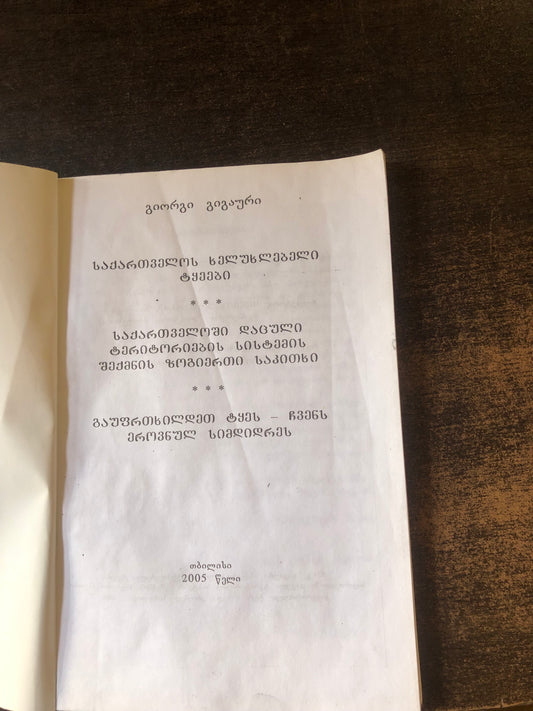 გიორგი გიგაური
საქართველოს ხელუხლებელი
ტყეები
* * *
საქართველოში დაცული
ტერიტორიების სისტემის
შექმნის ზოგიერთი საკითხი
* * *
გაუფრთხილდეთ ტყეს – ჩვენს
ეროვნულ სიმდიდრეს
თბილისი
2005 წელი